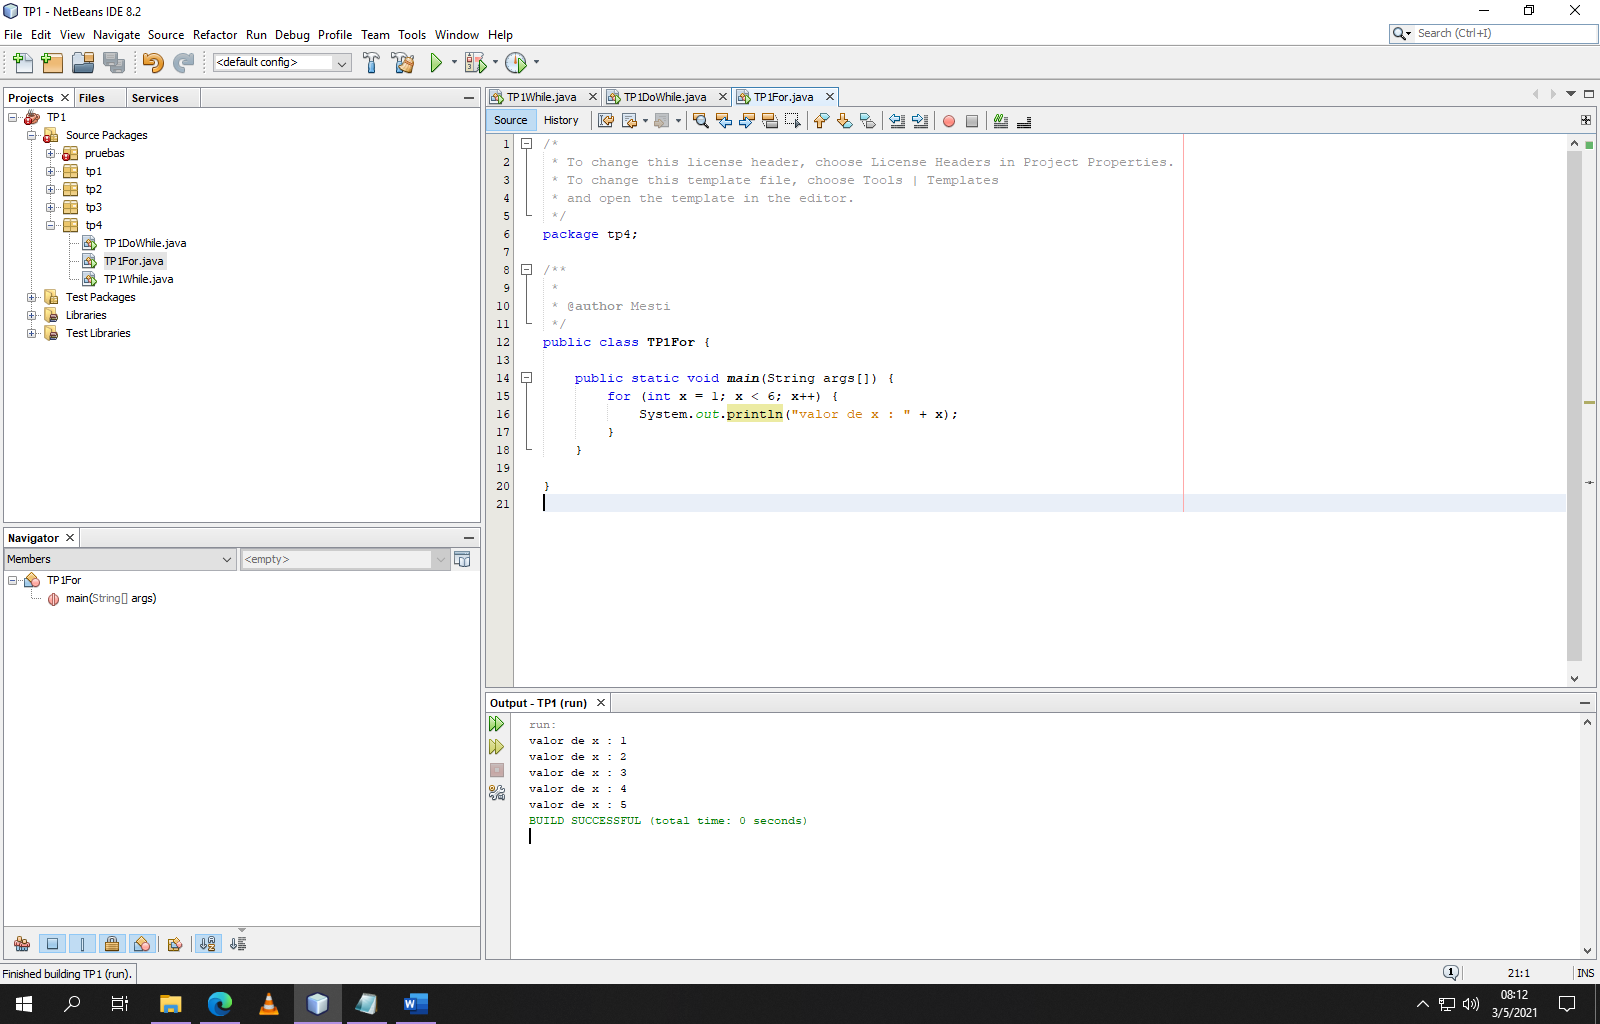 TP1 - NetBeans IDE 8.2
File Edit View Navigate Source Refactor Run Debug Profile Team Tools Window Help
Search (Ctrl+I)
<default config>
Projects Files Services
TP1
Source Packages
pruebas
tp1
tp2
tp3
tp4
TP1DoWhile.java
TP1For.java
TP1While.java
Test Packages
Libraries
Test Libraries
Navigator
Members
<empty>
TP1For
main(String[] args)
TP1While.java TP1DoWhile.java TP1For.java
Source History
1 /*
2 * To change this license header, choose License Headers in Project Properties.
3 * To change this template file, choose Tools | Templates
4 * and open the template in the editor.
5 */
6 package tp4;
7
8 /**
9 *
10 * @author Mesti
11 */
12 public class TP1For {
13
14 public static void main(String args[]) {
15 for (int x = 1; x < 6; x++) {
16 System.out.println("valor de x : " + x);
17 }
18 }
19
20 }
21
Output - TP1 (run)
run:
valor de x : 1
valor de x : 2
valor de x : 3
valor de x : 4
valor de x : 5
BUILD SUCCESSFUL (total time: 0 seconds)
Finished building TP1 (run).
1
21:1
INS
08:12
3/5/2021